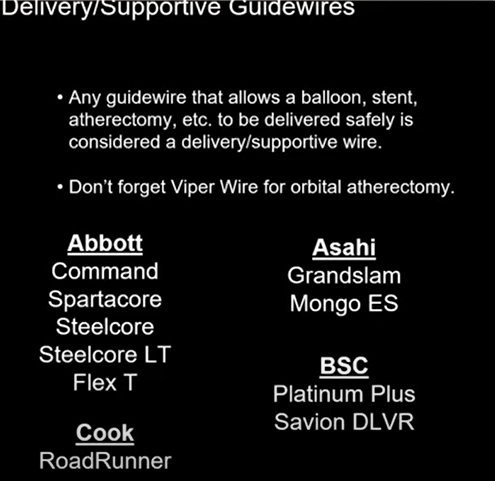 Delivery/Supportive Guidewires
• Any guidewire that allows a balloon, stent,
atherectomy, etc. to be delivered safely is
considered a delivery/supportive wire.
• Don't forget Viper Wire for orbital atherectomy.
Abbott
Command
Spartacore
Steelcore
Steelcore LT
Flex T
Cook
RoadRunner
Asahi
Grandslam
Mongo ES
BSC
Platinum Plus
Savion DLVR